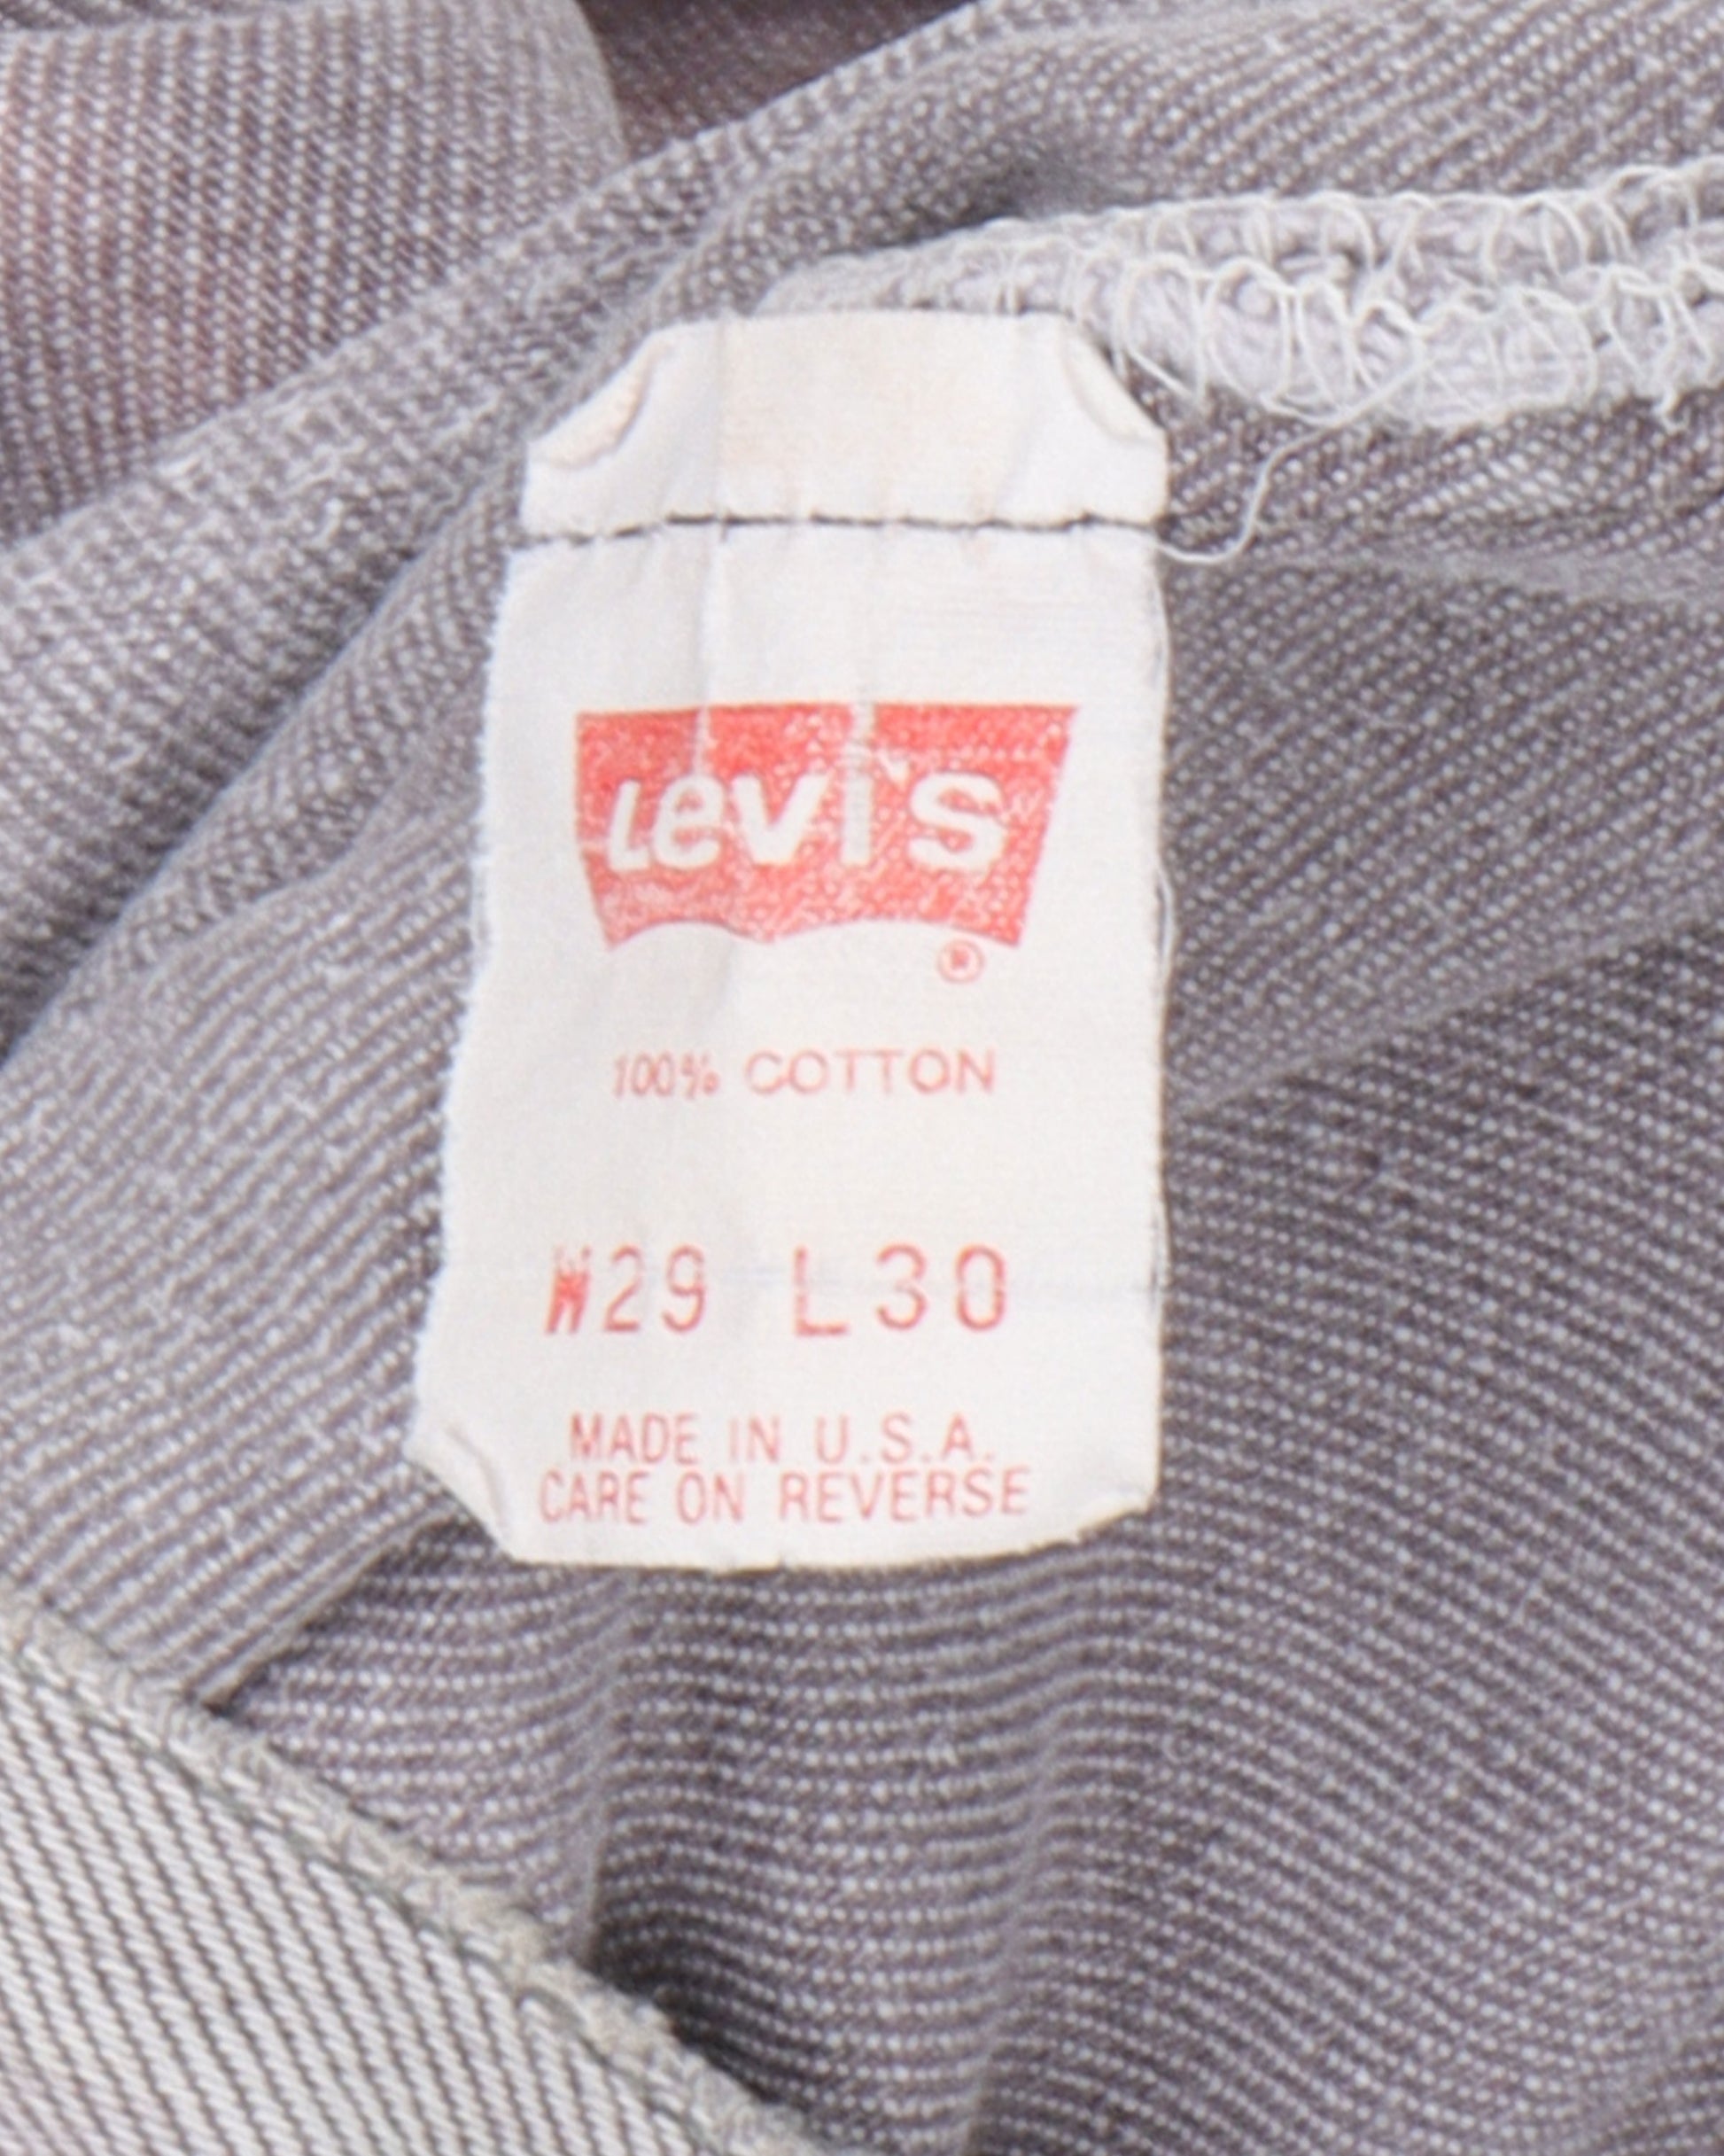 Levi's
®
100% COTTON
W29 L30
MADE IN U.S.A.
CARE ON REVERSE